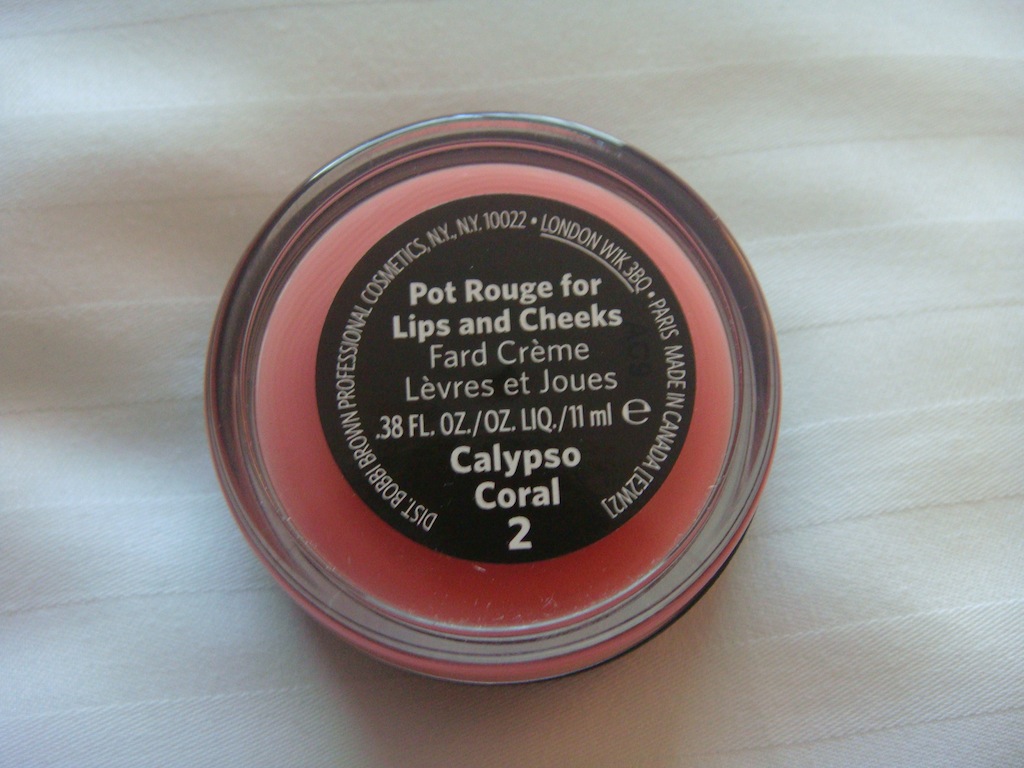 DIST. BOBBI BROWN PROFESSIONAL COSMETICS, N.Y., N.Y. 10022 • LONDON W1K 3BQ • PARIS MADE IN CANADA [EZWZ]
Pot Rouge for
Lips and Cheeks
Fard Crème
Lèvres et Joues
.38 FL. OZ./OZ. LIQ./11 ml ℮
Calypso
Coral
2